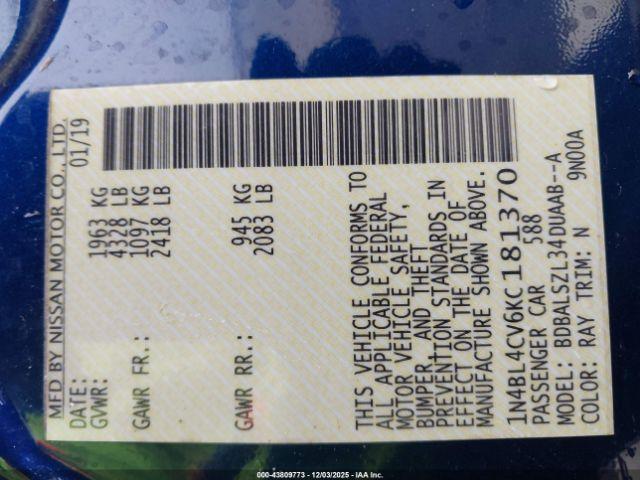 MFD BY NISSAN MOTOR CO., LTD.
DATE: 01/19
GVWR: 1963 KG
4328 LB
GAWR FR.: 1097 KG
2418 LB
GAWR RR.: 945 KG
2083 LB
THIS VEHICLE CONFORMS TO
ALL APPLICABLE FEDERAL
MOTOR VEHICLE SAFETY,
BUMPER AND THEFT
PREVENTION STANDARDS IN
EFFECT ON THE DATE OF
MANUFACTURE SHOWN ABOVE.
1N4BL4CV6KC181370
PASSENGER CAR 588
MODEL: BDBALSZL34DUAAB--A
COLOR: RAY TRIM: N 9N00A
000-43809773 - 12/03/2025 - IAA Inc.